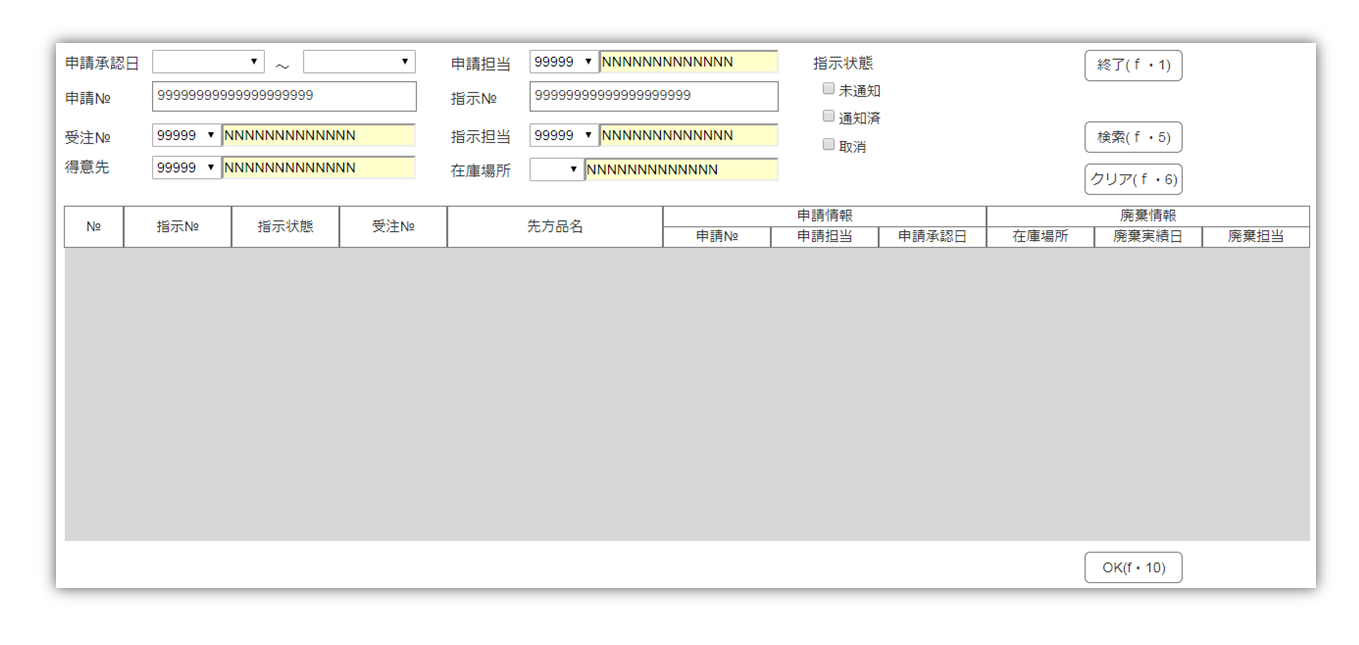 申請承認日 ～ 申請担当 99999 NNNNNNNNNNNNN 指示状態 終了(ｆ・1)
未通知
申請№ 99999999999999999999 指示№ 99999999999999999999
通知済
受注№ 99999 NNNNNNNNNNNNN 指示担当 99999 NNNNNNNNNNNNN 検索(ｆ・5)
取消
得意先 99999 NNNNNNNNNNNNN 在庫場所 NNNNNNNNNNNNN クリア(ｆ・6)
№ 指示№ 指示状態 受注№ 先方品名 申請情報 廃棄情報
申請№ 申請担当 申請承認日 在庫場所 廃棄実績日 廃棄担当
OK(f・10)